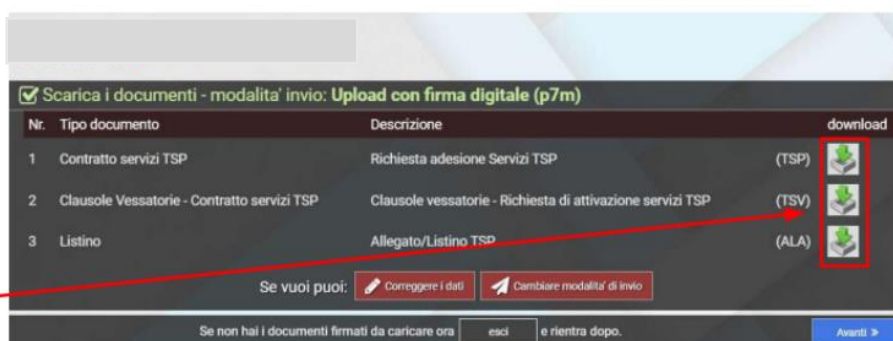 Scarica i documenti - modalita' invio: Upload con firma digitale (p7m)
Nr. Tipo documento Descrizione download
1 Contratto servizi TSP Richiesta adesione Servizi TSP (TSP)
2 Clausole Vessatorie - Contratto servizi TSP Clausole vessatorie - Richiesta di attivazione servizi TSP (TSV)
3 Listino Allegato/Listino TSP (ALA)
Se vuoi puoi: Correggere i dati Cambiare modalita' di invio
Se non hai i documenti firmati da caricare ora esci e rientra dopo. Avanti »